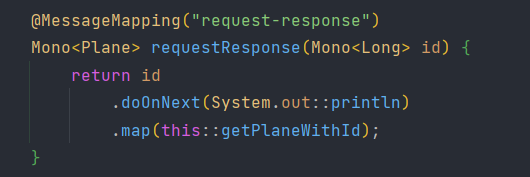 @MessageMapping("request-response")
Mono<Plane> requestResponse(Mono<Long> id) {
    return id
        .doOnNext(System.out::println)
        .map(this::getPlaneWithId);
}